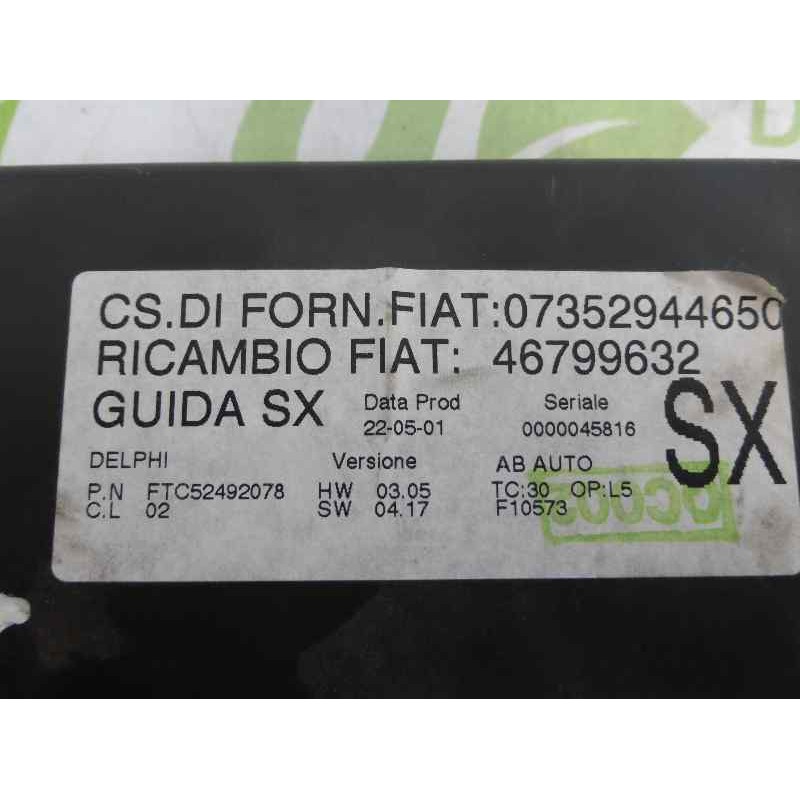 CS.DI FORN.FIAT:07352944650
RICAMBIO FIAT: 46799632
GUIDA SX Data Prod Seriale SX
22-05-01 0000045816
DELPHI Versione AB AUTO
P.N FTC52492078 HW 03.05 TC:30 OP:L5
C.L 02 SW 04.17 F10573